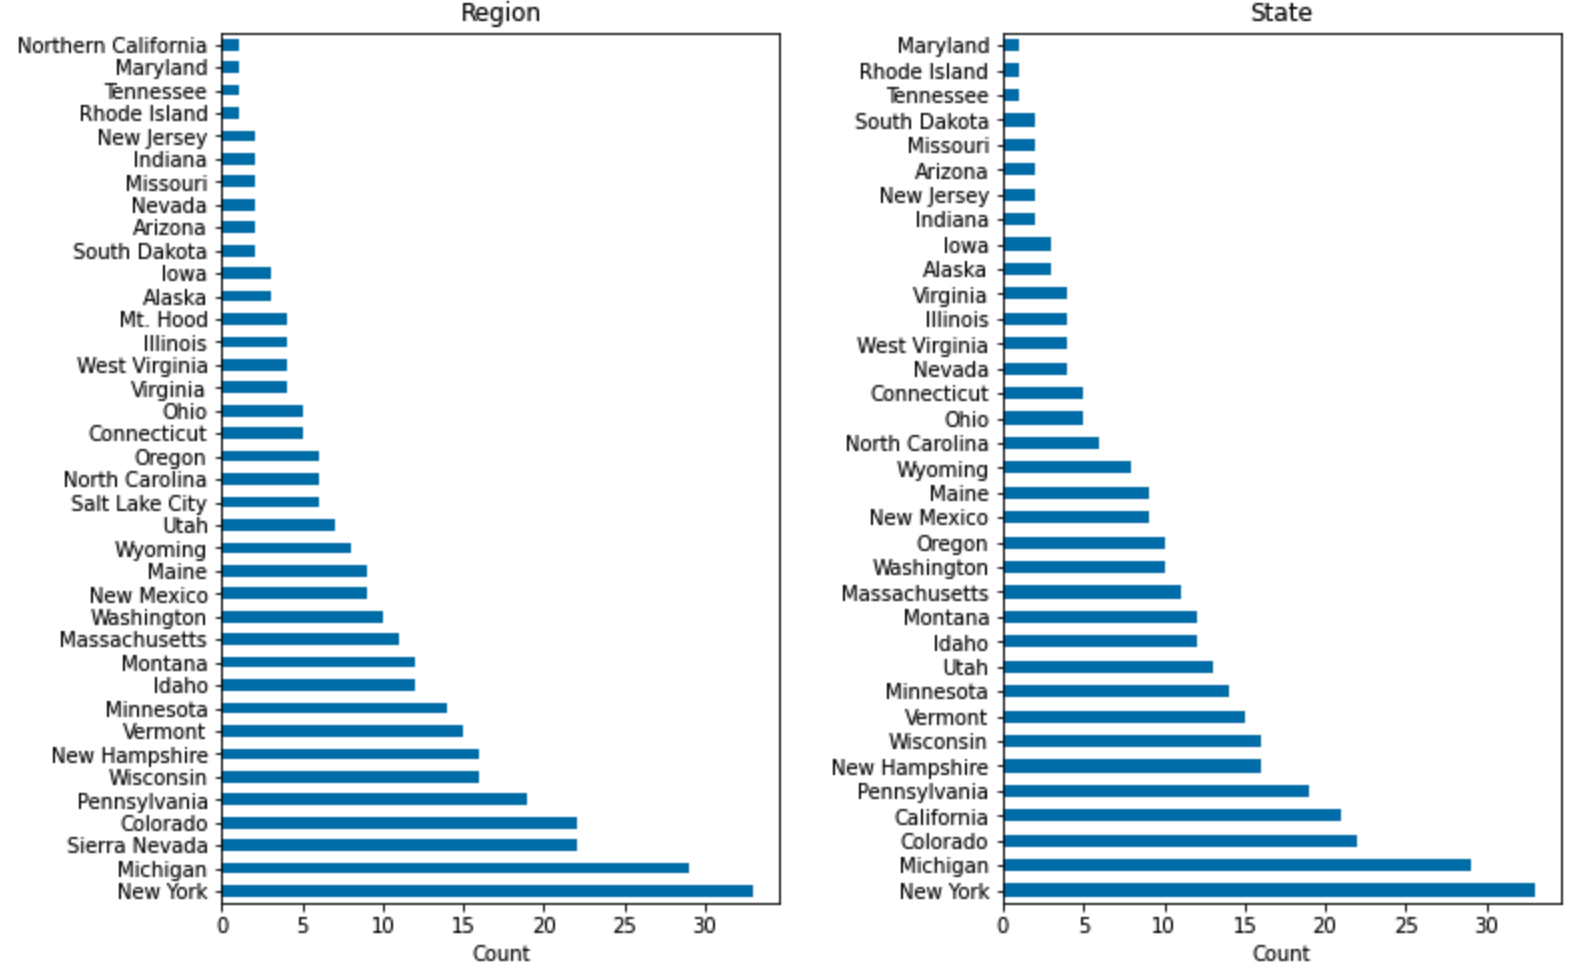 Region
Northern California
Maryland
Tennessee
Rhode Island
New Jersey
Indiana
Missouri
Nevada
Arizona
South Dakota
Iowa
Alaska
Mt. Hood
Illinois
West Virginia
Virginia
Ohio
Connecticut
Oregon
North Carolina
Salt Lake City
Utah
Wyoming
Maine
New Mexico
Washington
Massachusetts
Montana
Idaho
Minnesota
Vermont
New Hampshire
Wisconsin
Pennsylvania
Colorado
Sierra Nevada
Michigan
New York
0 5 10 15 20 25 30
Count
State
Maryland
Rhode Island
Tennessee
South Dakota
Missouri
Arizona
New Jersey
Indiana
Iowa
Alaska
Virginia
Illinois
West Virginia
Nevada
Connecticut
Ohio
North Carolina
Wyoming
Maine
New Mexico
Oregon
Washington
Massachusetts
Montana
Idaho
Utah
Minnesota
Vermont
Wisconsin
New Hampshire
Pennsylvania
California
Colorado
Michigan
New York
0 5 10 15 20 25 30
Count